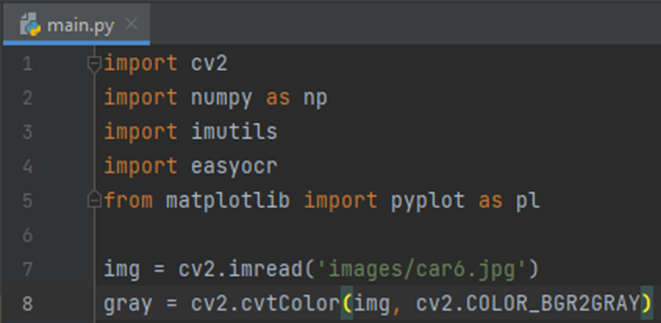 main.py
1 import cv2
2 import numpy as np
3 import imutils
4 import easyocr
5 from matplotlib import pyplot as pl
6
7 img = cv2.imread('images/car6.jpg')
8 gray = cv2.cvtColor(img, cv2.COLOR_BGR2GRAY)